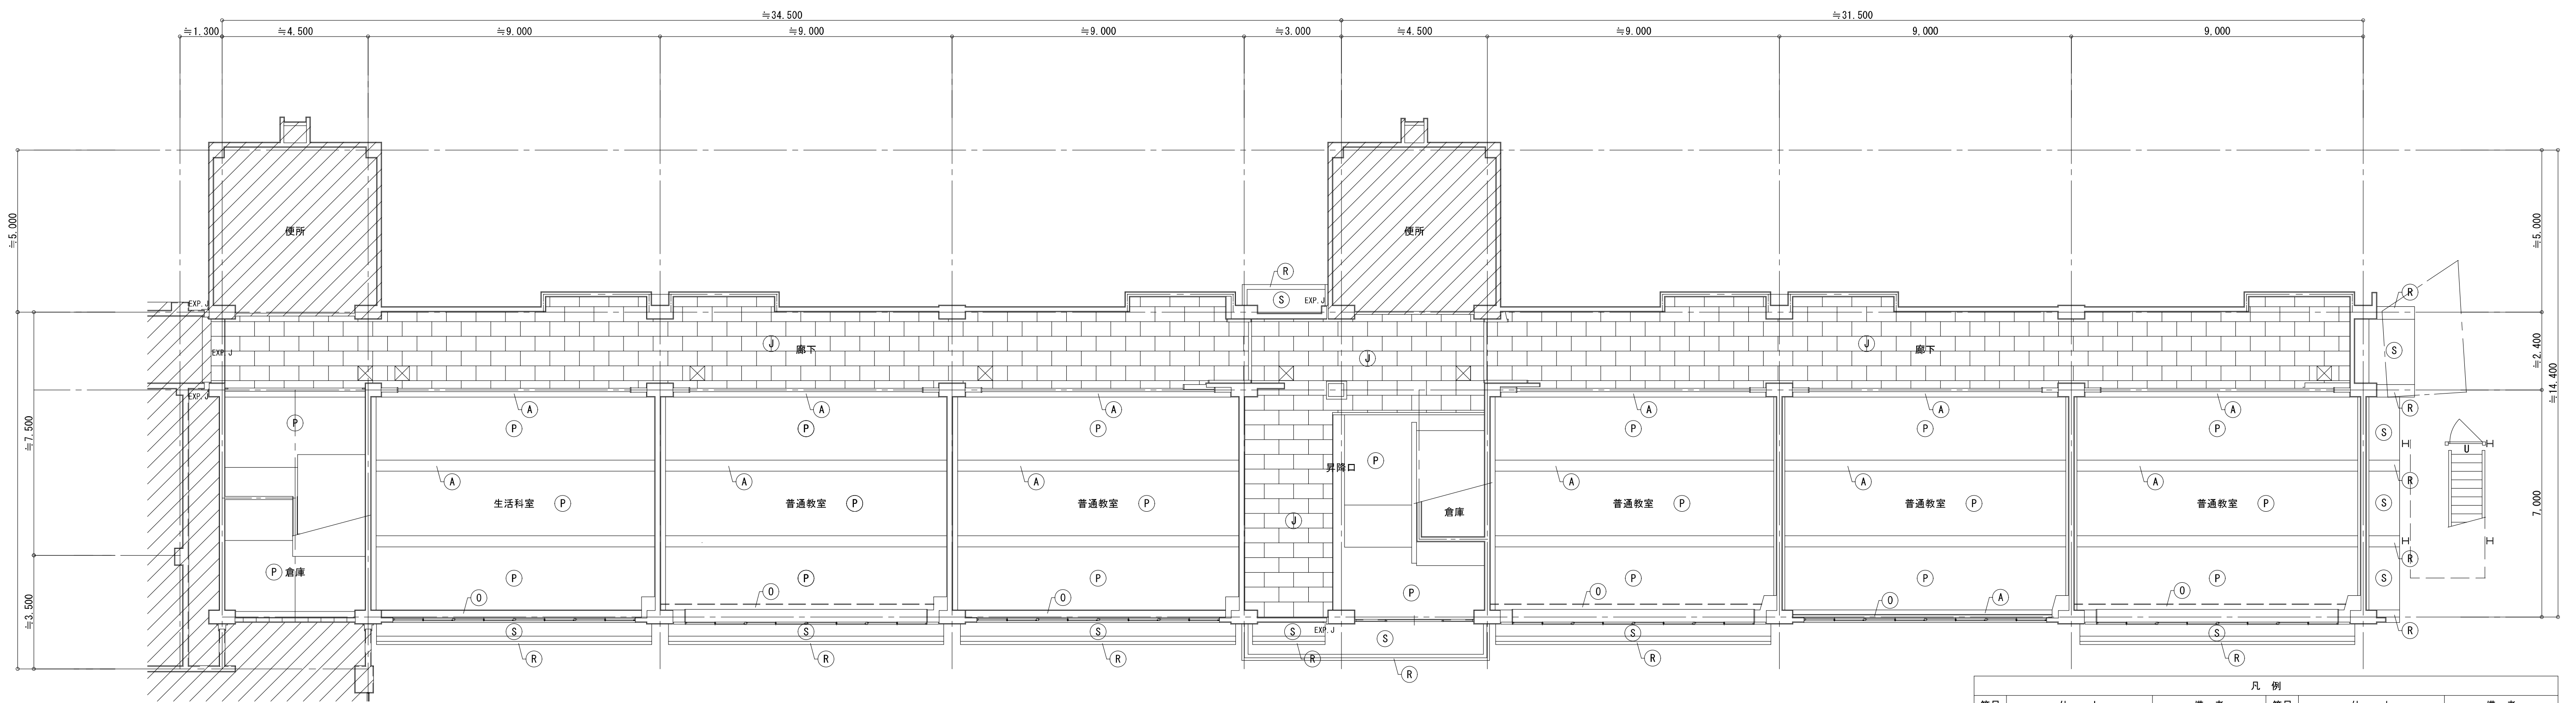 ≒34.500 ≒31.500
≒1.300 ≒4.500 ≒9.000 ≒9.000 ≒9.000 ≒3.000 ≒4.500 ≒9.000 9,000 9,000
≒5.000 便所 便所 ≒5.000
R
EXP.J S EXP.J R
EXP.J J 廊下 J J 廊下 S ≒2.400
≒14.400
EXP.J A A A A A A R
P P P P P P P S
≒7.500 U
昇降口 P
A A A A A A R
生活科室 P 普通教室 P 普通教室 P 普通教室 P 普通教室 P 普通教室 P S 7,000
倉庫
J
R
P 倉庫 P P P P P P S
O O O P O O A O
≒3.500
S S S S EXP.J S S S R
R R R R R R
R
凡 例